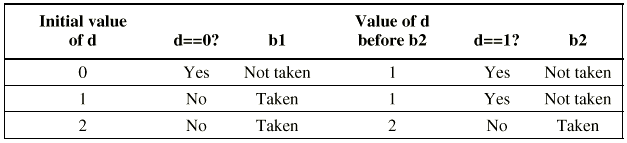 Initial value of d d==0? b1 Value of d before b2 d==1? b2
0 Yes Not taken 1 Yes Not taken
1 No Taken 1 Yes Not taken
2 No Taken 2 No Taken